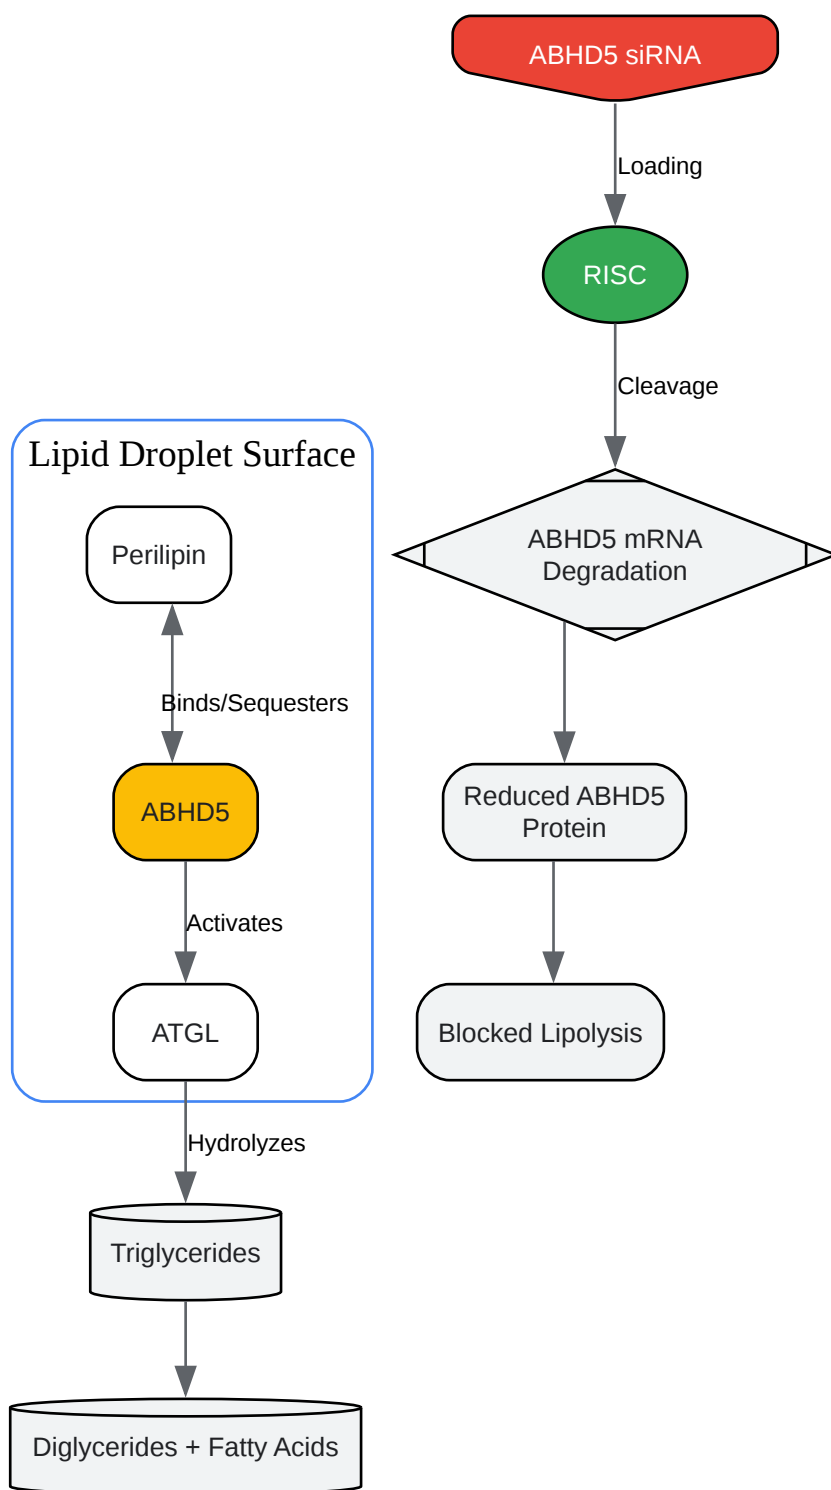 ABHD5 siRNA
Loading
RISC
Cleavage
Lipid Droplet Surface
Perilipin
ABHD5 mRNA
Degradation
Binds/Sequesters
ABHD5
Reduced ABHD5
Protein
Activates
ATGL
Blocked Lipolysis
Hydrolyzes
Triglycerides
Diglycerides + Fatty Acids